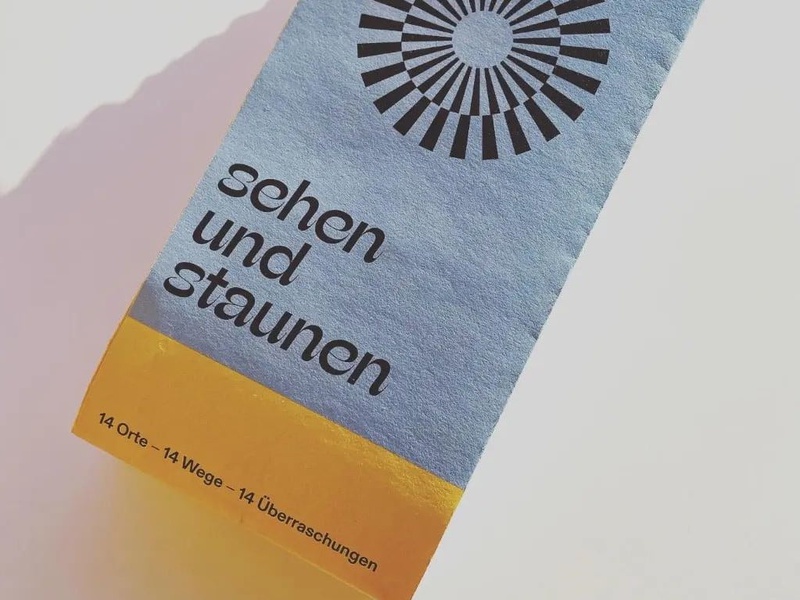 sehen
und
staunen
14 Orte – 14 Wege – 14 Überraschungen